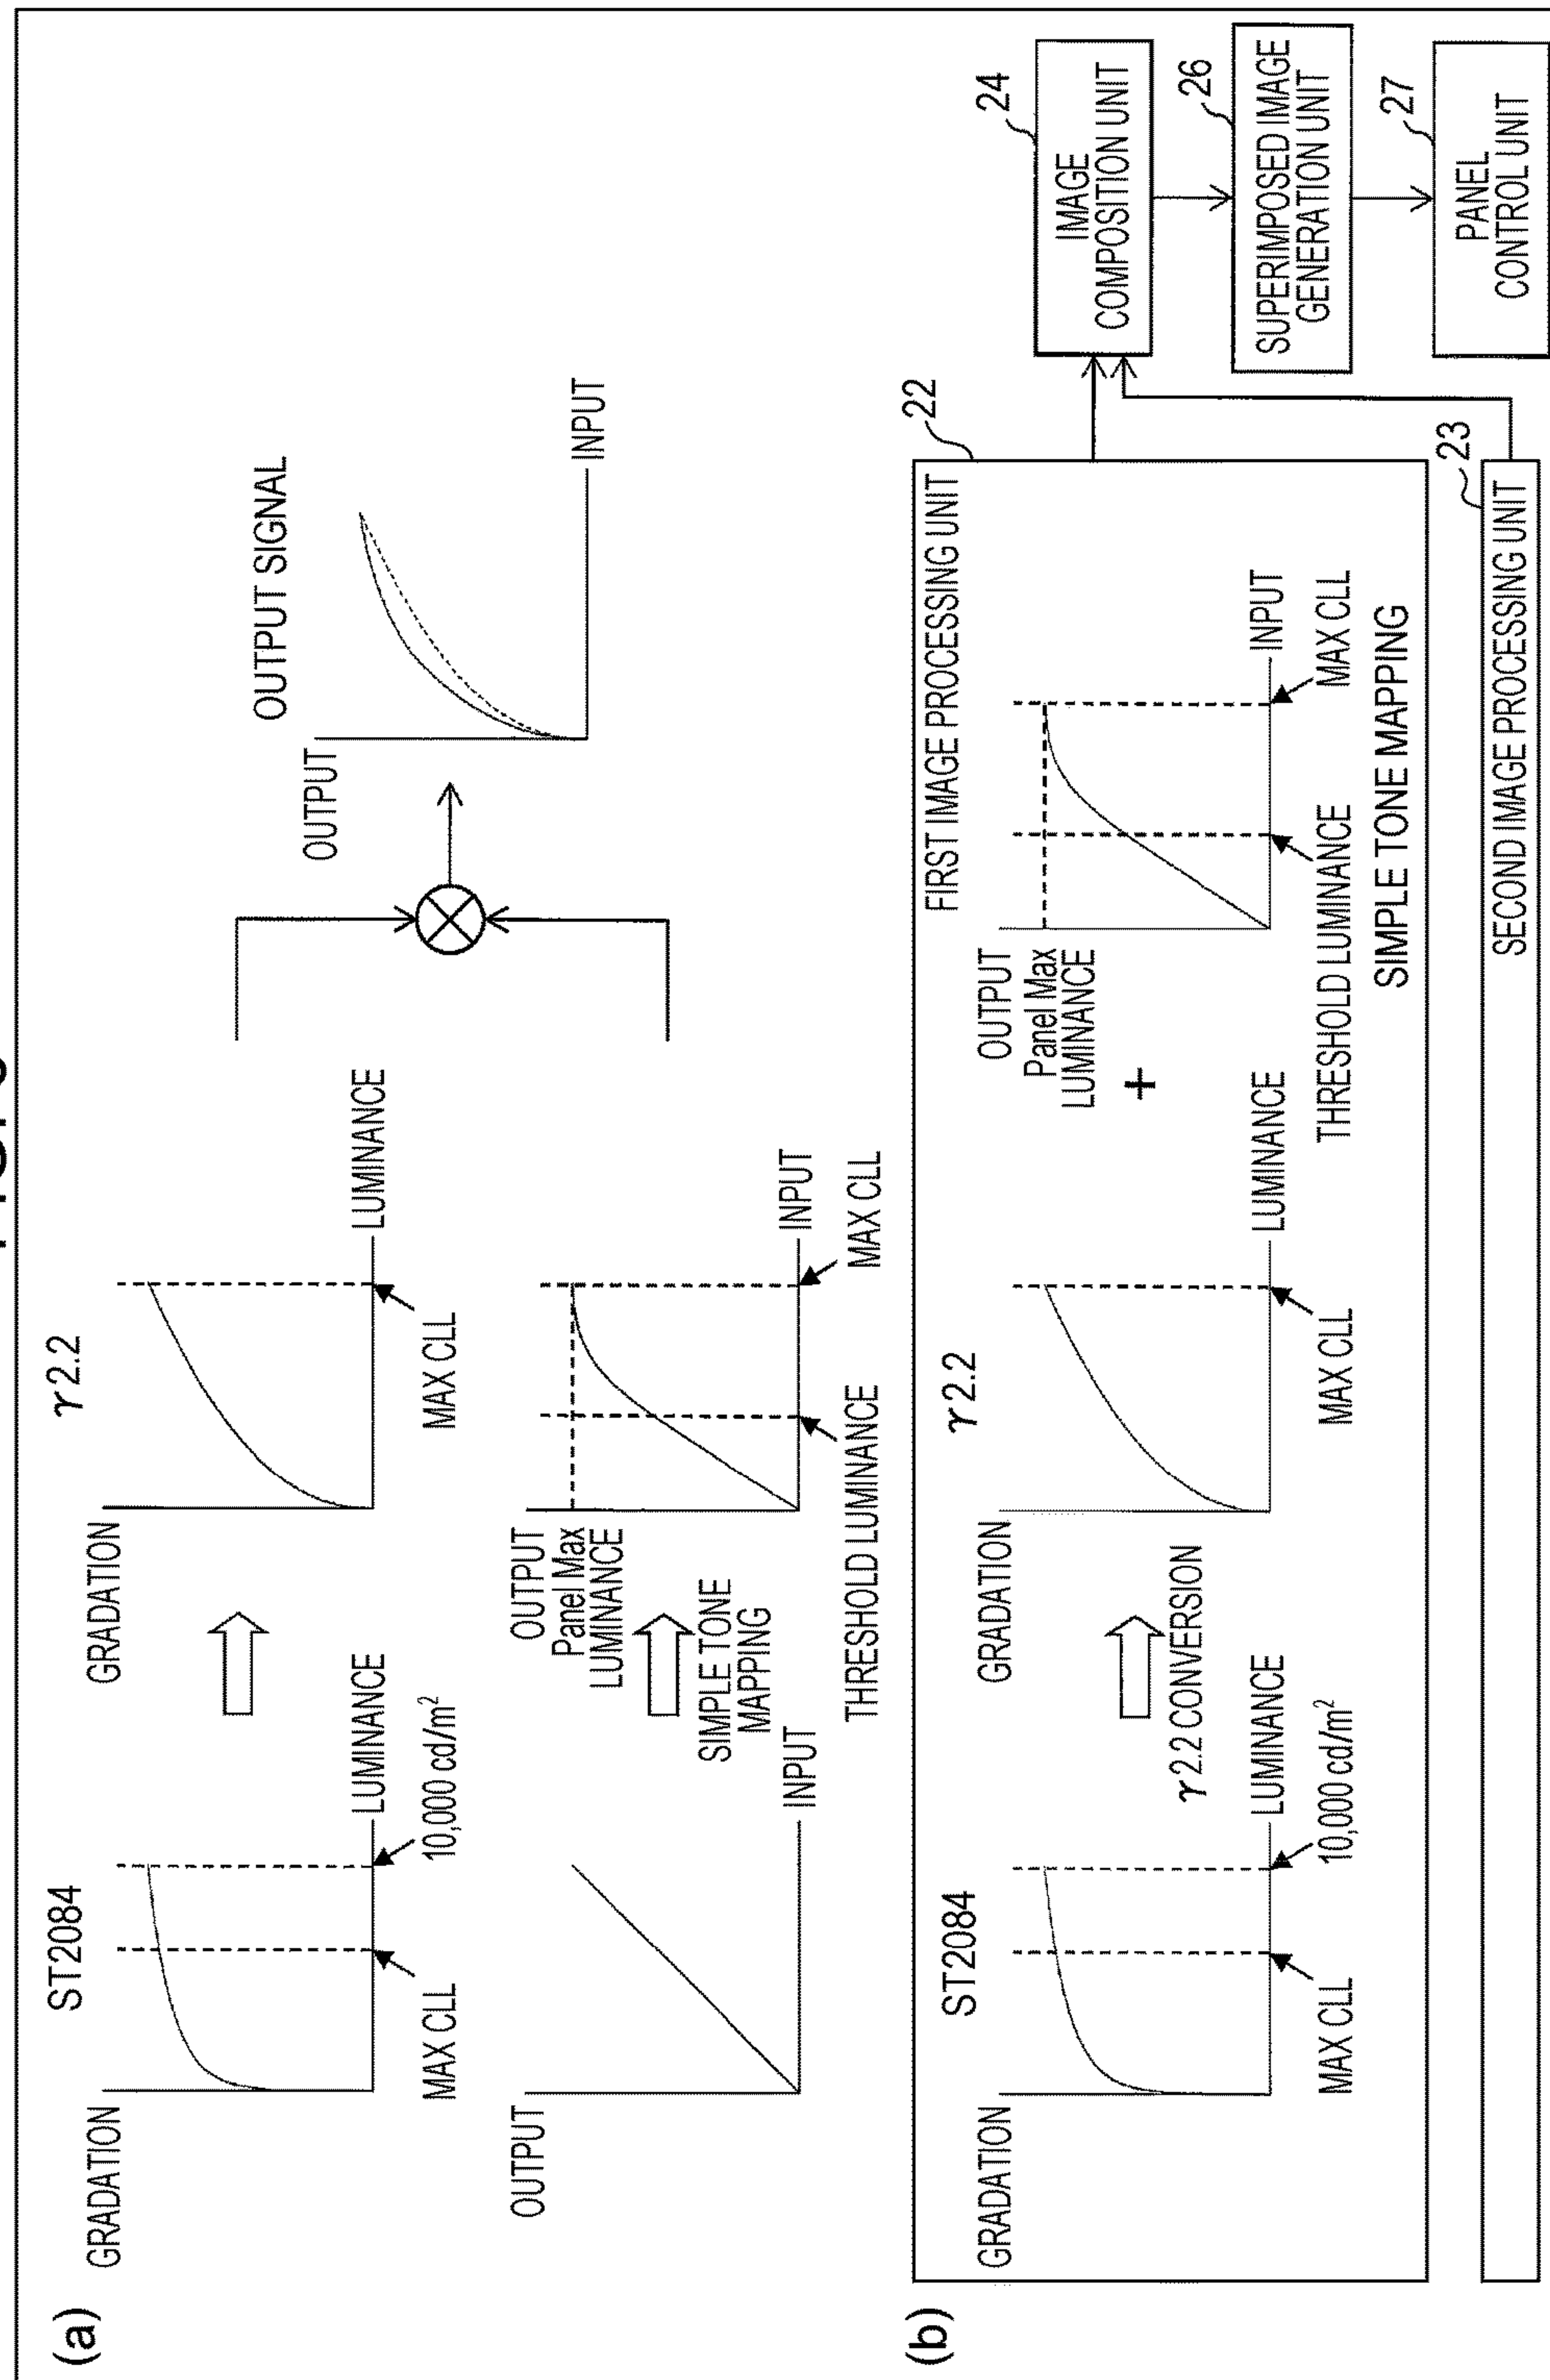 (a)
ST2084
GRADATION
LUMINANCE
MAX CLL
10,000 cd/m²
γ2.2
GRADATION
LUMINANCE
MAX CLL
OUTPUT
INPUT
SIMPLE TONE
MAPPING
OUTPUT
Panel Max
LUMINANCE
INPUT
THRESHOLD LUMINANCE
MAX CLL
OUTPUT SIGNAL
OUTPUT
INPUT
(b)
FIRST IMAGE PROCESSING UNIT
22
ST2084
GRADATION
LUMINANCE
MAX CLL
10,000 cd/m²
γ2.2 CONVERSION
γ2.2
GRADATION
LUMINANCE
MAX CLL
+
OUTPUT
Panel Max
LUMINANCE
INPUT
THRESHOLD LUMINANCE
MAX CLL
SIMPLE TONE MAPPING
SECOND IMAGE PROCESSING UNIT
23
24
IMAGE
COMPOSITION UNIT
26
SUPERIMPOSED IMAGE
GENERATION UNIT
27
PANEL
CONTROL UNIT